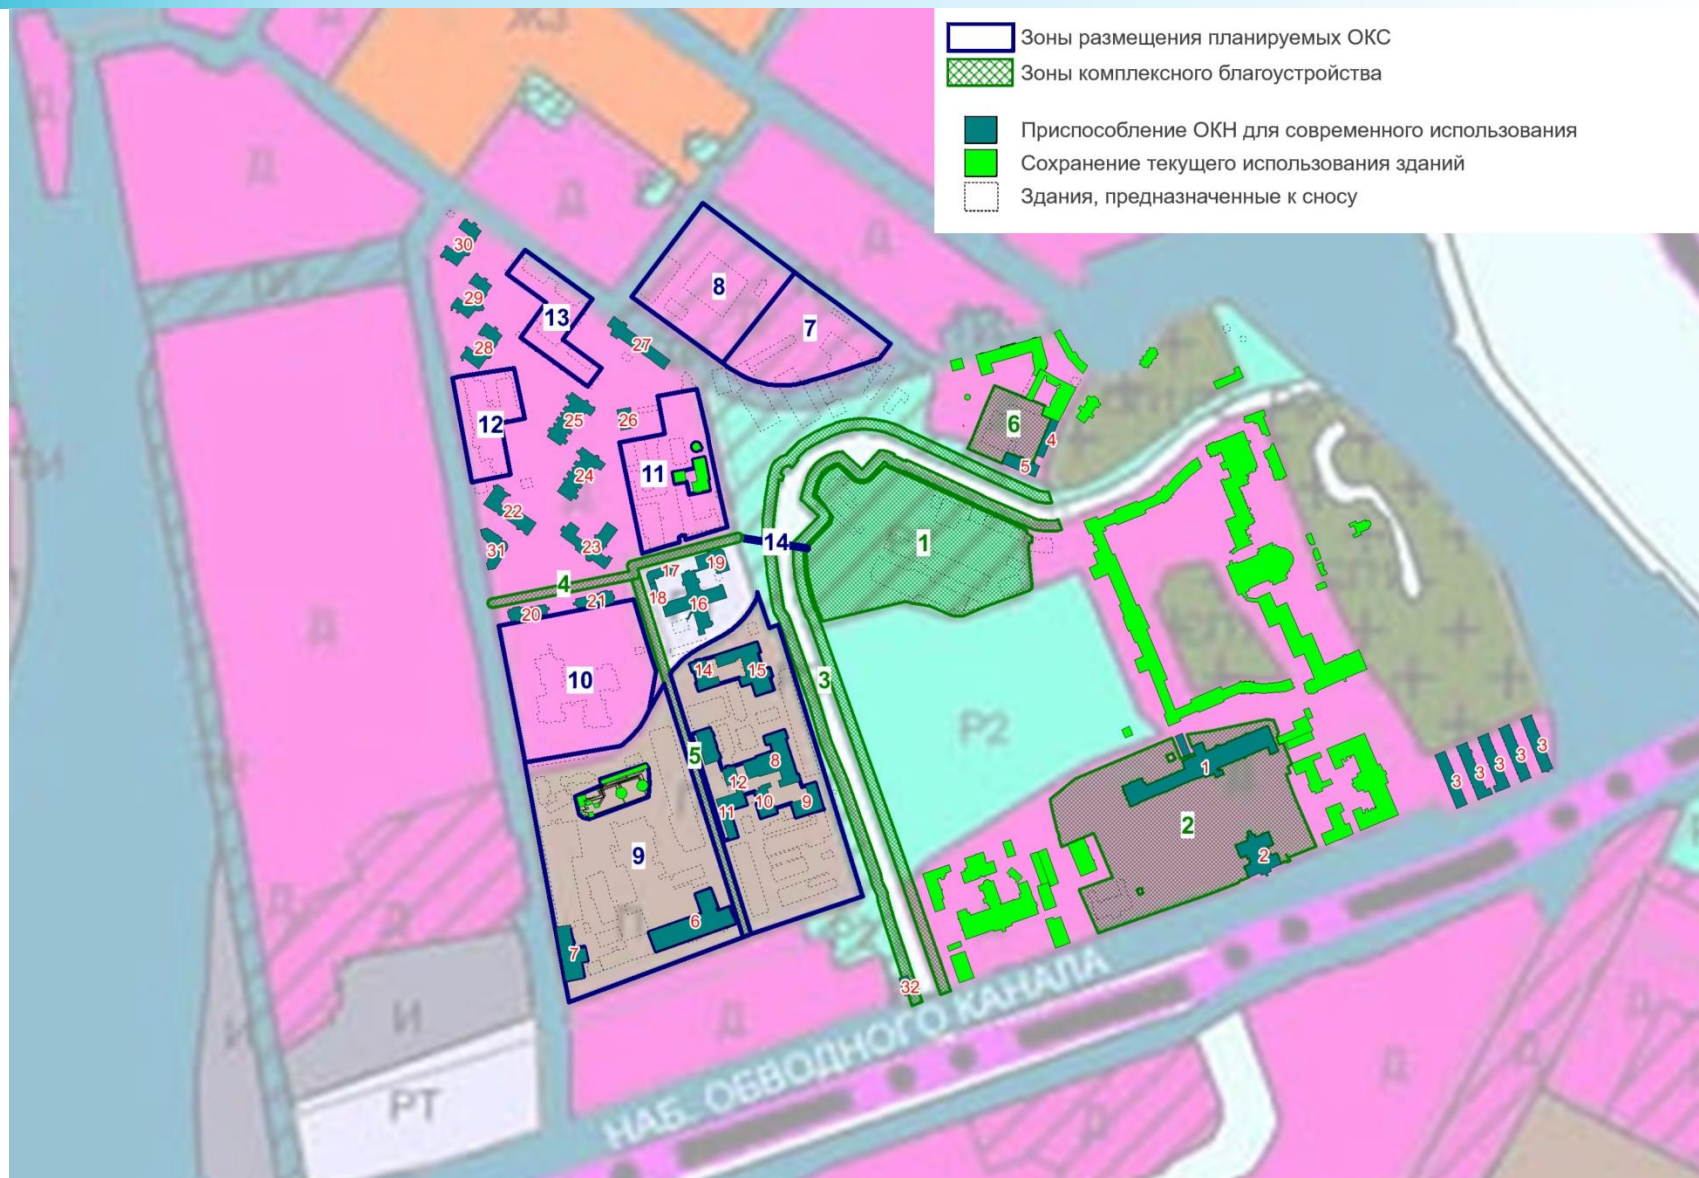 Зоны размещения планируемых ОКС
Зоны комплексного благоустройства
Приспособление ОКН для современного использования
Сохранение текущего использования зданий
Здания, предназначенные к сносу
Ж3
Д
Д
Д
Д
Д
30
29
28
13
27
8
7
12
25
26
24
11
22
23
31
6
4
5
14
1
4
17
19
18
16
20
21
10
14
15
3
5
8
12
10
9
11
9
6
7
Р2
1
2
2
3
3
3
3
3
Д
Д
П
Р2
32
И
И
РТ
Д
Д
Д
Д
Д
Д
НАБ. ОБВОДНОГО КАНАЛА